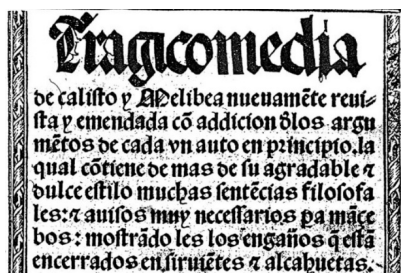 Tragicomedia
de calisto y Melibea nueuamẽte reui-
sta y emendada cõ addicion dlos argu
mẽtos de cada vn auto en principio. la
qual cõtiene de mas de su agradable ⁊
dulce estilo muchas sentẽcias filosofa
les: ⁊ auisos muy necessarios pa mãce
bos: mostrãdo les los engaños q̃ estã
encerrados en siruiẽtes ⁊ alcahuetas.